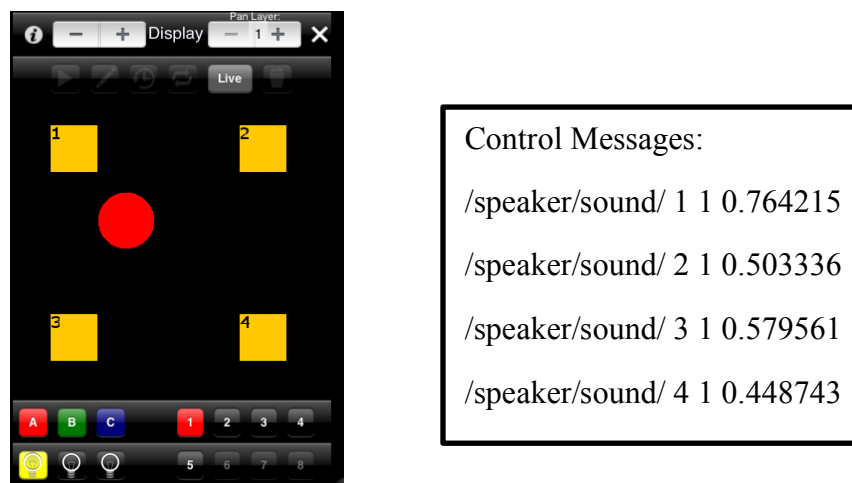 Pan Layer:
i − + Display − 1 + ×
Live
1 2
3 4
A B C 1 2 3 4
5 6 7 8
Control Messages:
/speaker/sound/ 1 1 0.764215
/speaker/sound/ 2 1 0.503336
/speaker/sound/ 3 1 0.579561
/speaker/sound/ 4 1 0.448743